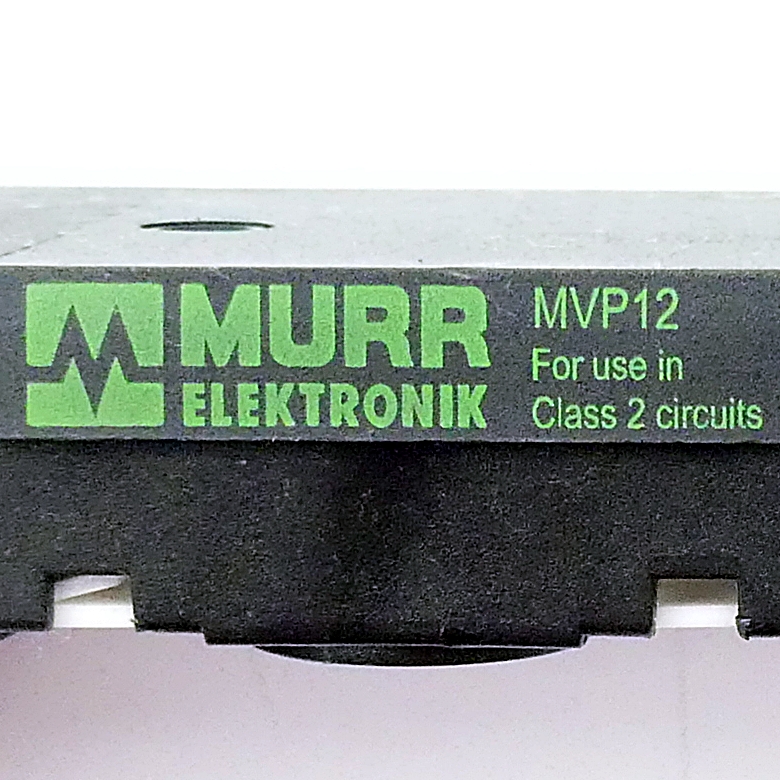 MURR
ELEKTRONIK
MVP12
For use in
Class 2 circuits